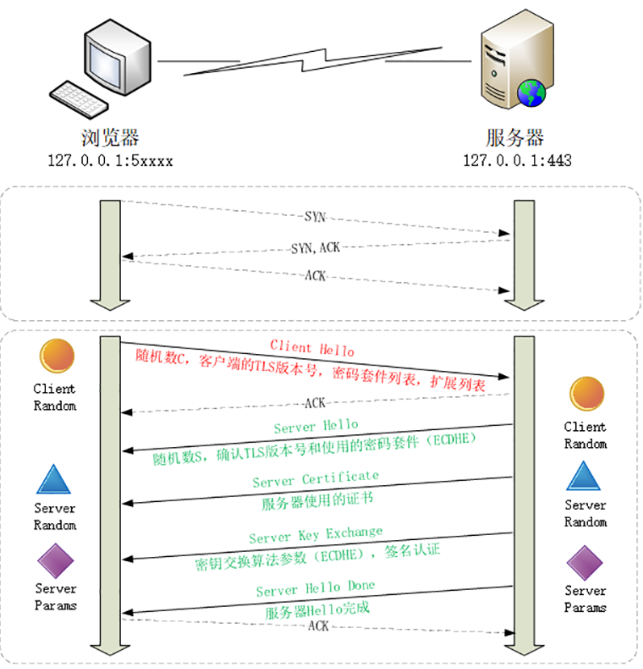 浏览器
服务器
127.0.0.1:5xxxx
127.0.0.1:443
SYN
SYN,ACK
ACK
Client Hello
随机数C，客户端的TLS版本号，密码套件列表，扩展列表
Client
Random
ACK
Client
Random
Server Hello
随机数S，确认TLS版本号和使用的密码套件（ECDHE）
Server Certificate
服务器使用的证书
Server
Random
Server
Random
Server Key Exchange
密钥交换算法参数（ECDHE），签名认证
Server
Params
Server
Params
Server Hello Done
服务器Hello完成
ACK